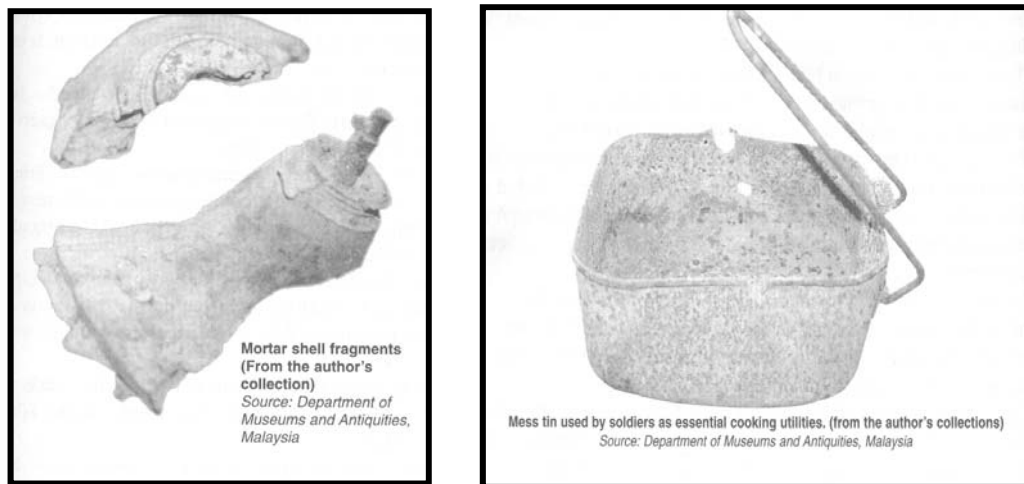 Mortar shell fragments
(From the author's
collection)
Source: Department of
Museums and Antiquities,
Malaysia
Mess tin used by soldiers as essential cooking utilities. (from the author's collections)
Source: Department of Museums and Antiquities, Malaysia